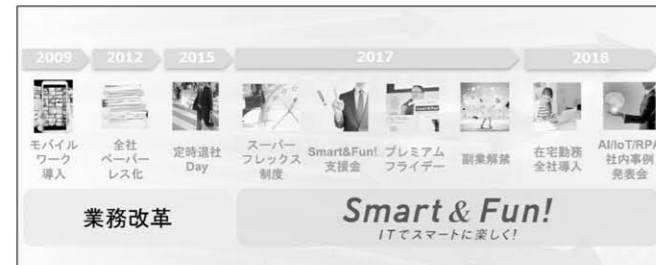 2009
2012
2015
2017
2018
モバイル
ワーク
導入
全社
ペーパー
レス化
定時退社
Day
スーパー
フレックス
制度
Smart&Fun!
支援金
プレミアム
フライデー
副業解禁
在宅勤務
全社導入
AI/IoT/RPA
社内事例
発表会
業務改革
Smart & Fun!
ITでスマートに楽しく!